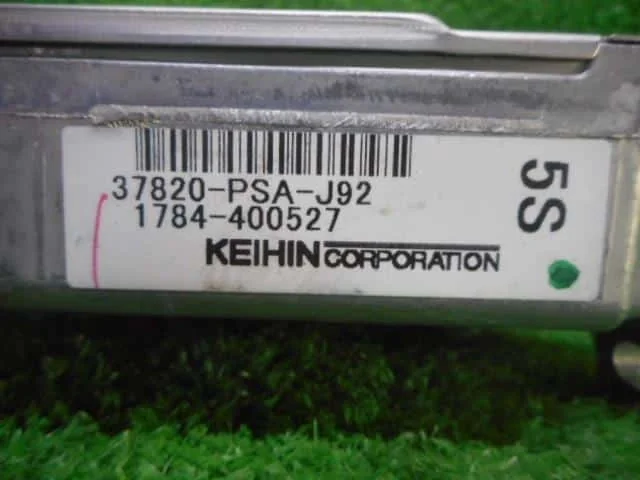 37820-PSA-J92
1784-400527
KEIHIN CORPORATION
5S